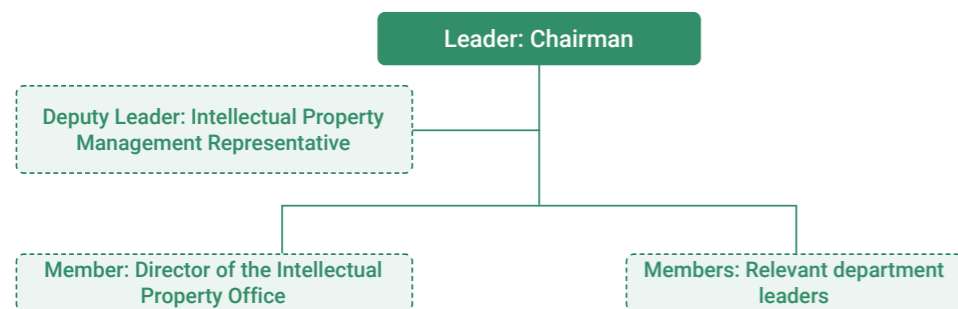 Leader: Chairman
Deputy Leader: Intellectual Property
Management Representative
Member: Director of the Intellectual
Property Office
Members: Relevant department
leaders